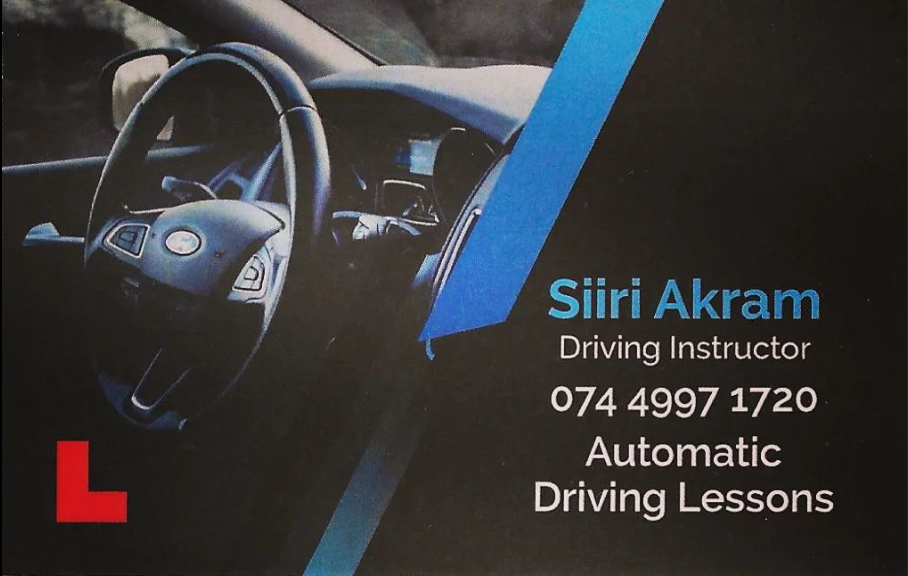 Siiri Akram
Driving Instructor
074 4997 1720
Automatic
Driving Lessons
L